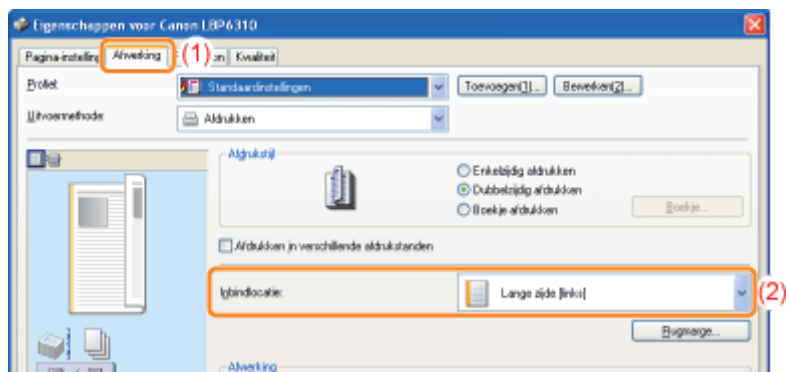 Eigenschappen voor Canon LBP6310
Pagina-instelling Afwerking (1) on Kwaliteit
Profiel: Standaardinstellingen Toevoegen(1)... Bewerken(2)...
Uitvoermethode: Afdrukken
Afdrukstijl
Enkelzijdig afdrukken
Dubbelzijdig afdrukken
Boekje afdrukken Boekje...
Afdrukken in verschillende afdrukstanden
Inbindlocatie: Lange zijde [links] (2)
Rugmarge...
Afwerking